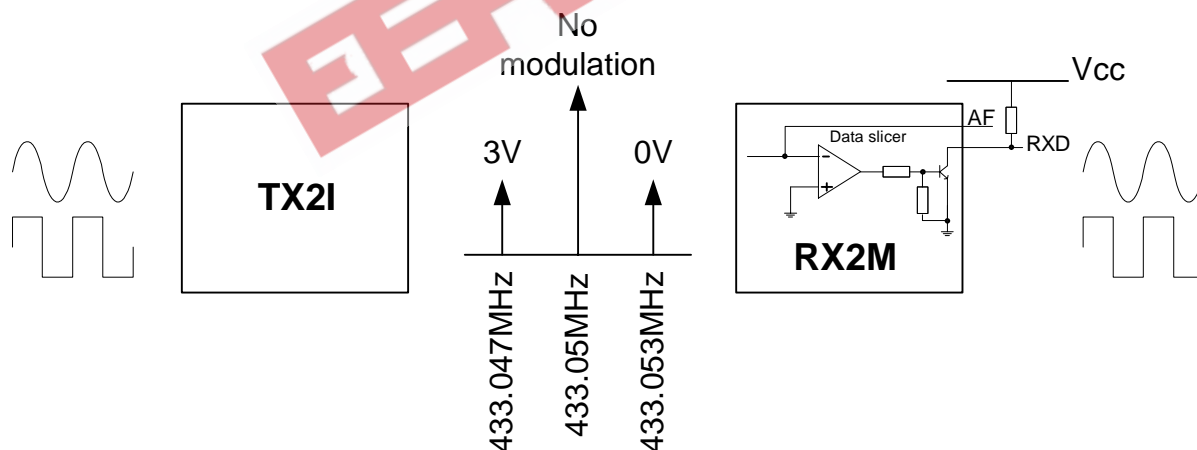 No
modulation
Vcc
AF
Data slicer
RXD
3V
0V
TX2I
RX2M
433.047MHz
433.05MHz
433.053MHz